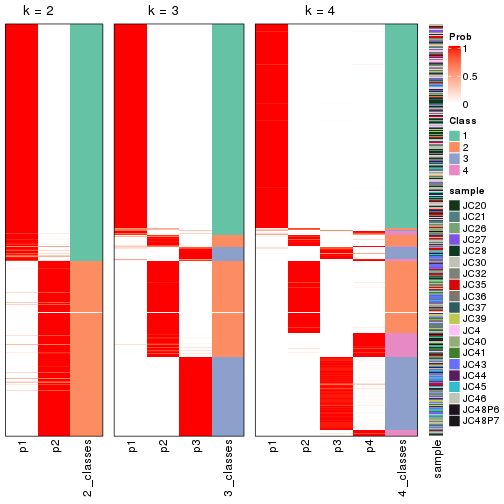 k = 2
k = 3
k = 4
p1
p2
2_classes
p1
p2
p3
3_classes
p1
p2
p3
p4
4_classes
sample
Prob
1
0.5
0
Class
1
2
3
4
sample
JC20
JC21
JC26
JC27
JC28
JC30
JC32
JC35
JC36
JC37
JC39
JC4
JC40
JC41
JC43
JC44
JC45
JC46
JC48P6
JC48P7